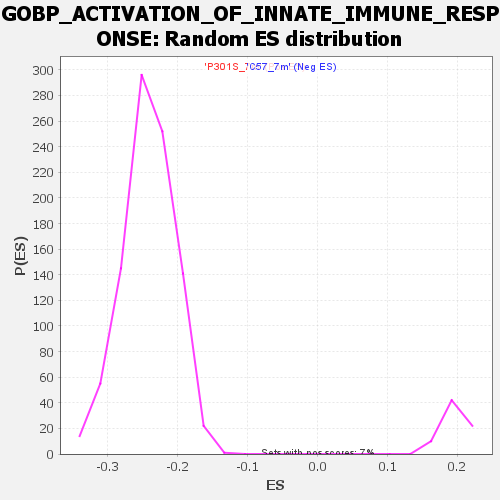 GOBP_ACTIVATION_OF_INNATE_IMMUNE_RESP
ONSE: Random ES distribution
'P301S_ C57_7m' (Neg ES)
300
280
260
240
220
200
180
160
140
120
100
80
60
40
20
0
P(ES)
Sets with pos scores: 7%
-0.3 -0.2 -0.1 0.0 0.1 0.2
ES